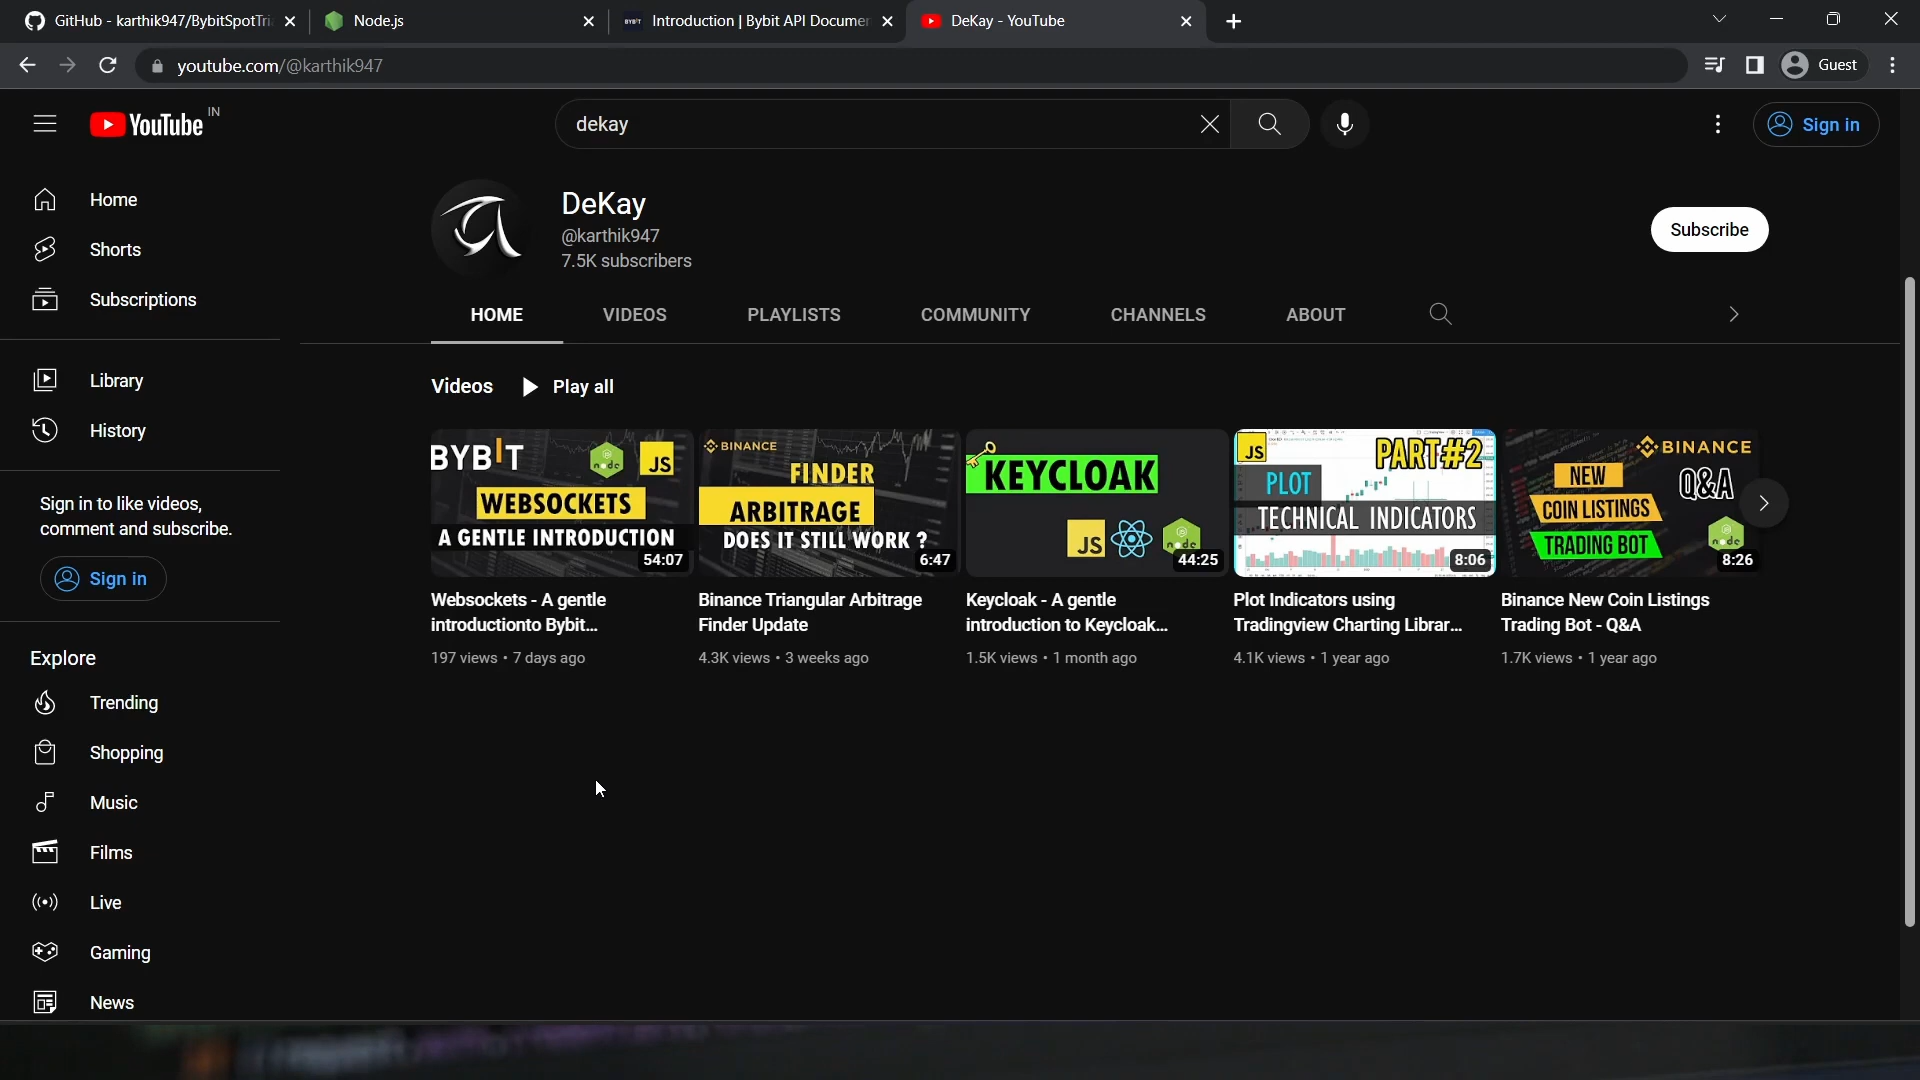 GitHub - karthik947/BybitSpotTri
Node.js
Introduction | Bybit API Documen
DeKay - YouTube
youtube.com/@karthik947
Guest
YouTube IN
dekay
Sign in
Home
Shorts
Subscriptions
Library
History
Sign in to like videos,
comment and subscribe.
Sign in
Explore
Trending
Shopping
Music
Films
Live
Gaming
News
DeKay
@karthik947
7.5K subscribers
Subscribe
HOME VIDEOS PLAYLISTS COMMUNITY CHANNELS ABOUT
Videos Play all
BYBIT
node JS
WEBSOCKETS
A GENTLE INTRODUCTION
54:07
Websockets - A gentle
introductionto Bybit...
197 views • 7 days ago
BINANCE
FINDER
ARBITRAGE
DOES IT STILL WORK ?
6:47
Binance Triangular Arbitrage
Finder Update
4.3K views • 3 weeks ago
KEYCLOAK
JS node
44:25
Keycloak - A gentle
introduction to Keycloak...
1.5K views • 1 month ago
JS
PART#2
PLOT
TECHNICAL INDICATORS
8:06
Plot Indicators using
Tradingview Charting Librar...
4.1K views • 1 year ago
BINANCE
NEW Q&A
COIN LISTINGS
TRADING BOT
node
8:26
Binance New Coin Listings
Trading Bot - Q&A
1.7K views • 1 year ago